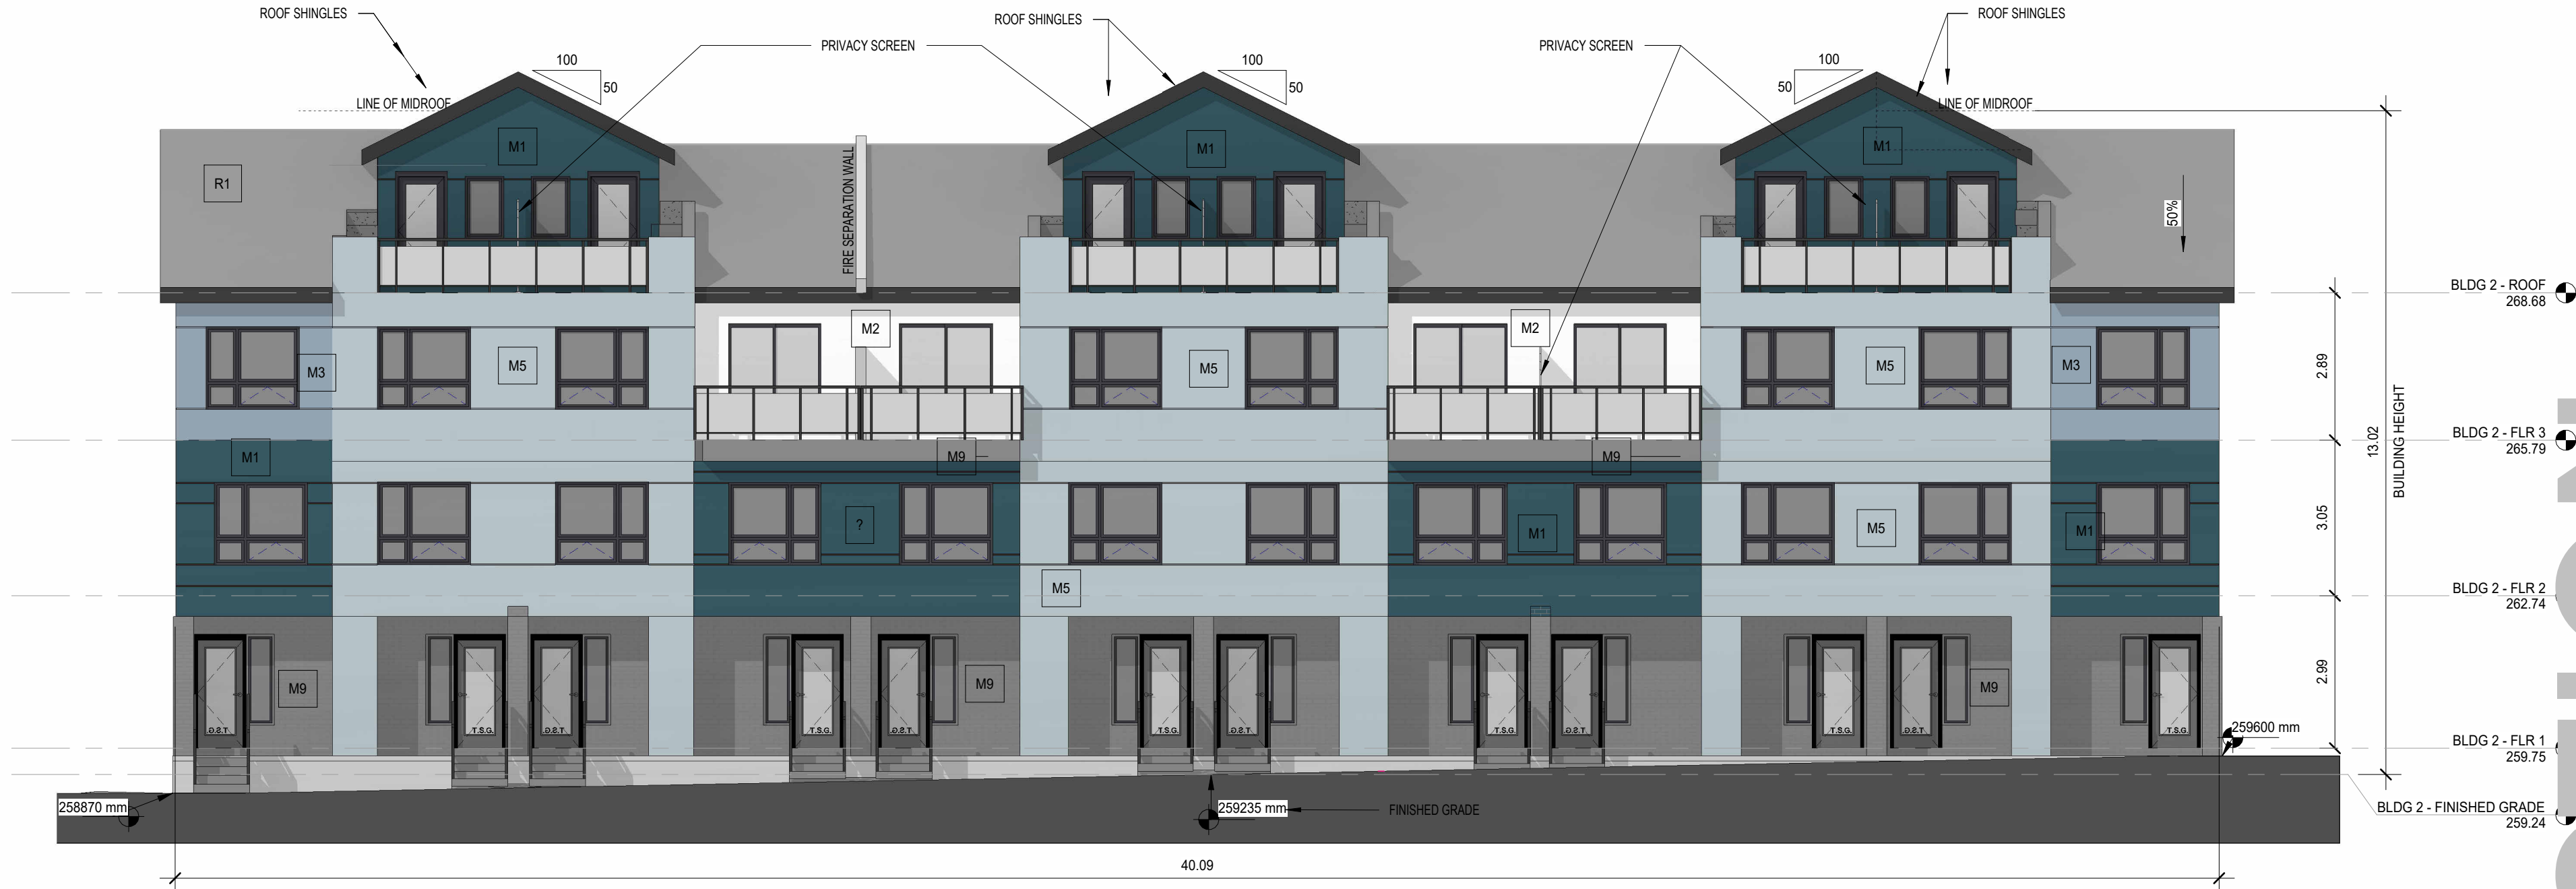 ROOF SHINGLES
ROOF SHINGLES
ROOF SHINGLES
PRIVACY SCREEN
PRIVACY SCREEN
100
50
100
50
100
50
LINE OF MIDROOF
LINE OF MIDROOF
M1
M1
M1
R1
FIRE SEPARATION WALL
50%
BLDG 2 - ROOF
268.68
M2
M2
M3
M5
M5
M5
M3
2.89
13.02
BUILDING HEIGHT
BLDG 2 - FLR 3
265.79
M1
M9
M9
?
M1
M5
M1
3.05
M5
BLDG 2 - FLR 2
262.74
M9
M9
M9
2.99
T.S.G.
T.S.G.
T.S.G.
T.S.G.
T.S.G.
T.S.G.
T.S.G.
T.S.G.
T.S.G.
T.S.G.
T.S.G.
T.S.G.
259600 mm
BLDG 2 - FLR 1
259.75
258870 mm
259235 mm
FINISHED GRADE
BLDG 2 - FINISHED GRADE
259.24
40.09